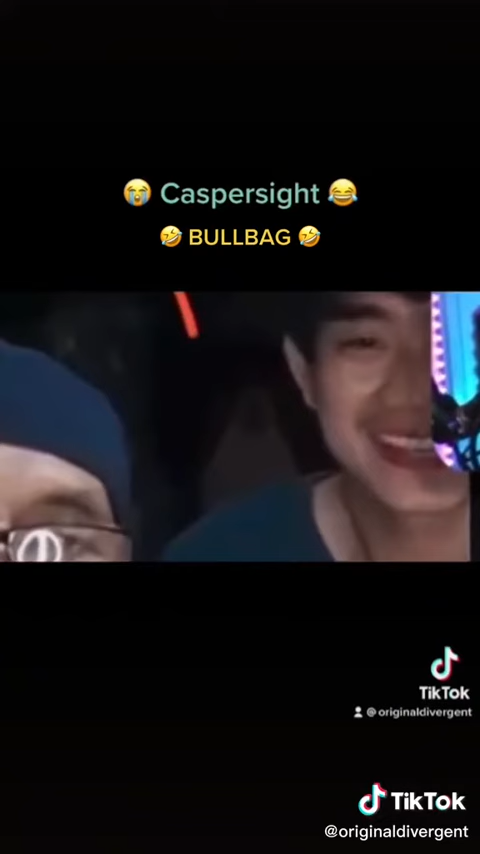 😭 Caspersight 😂
🤣 BULLBAG 🤣
TikTok
@originaldivergent
TikTok
@originaldivergent